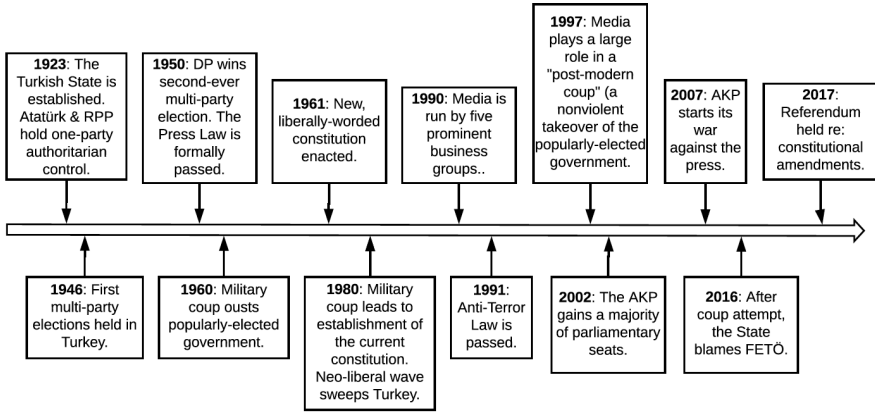 1923: The
Turkish State is
established.
Atatürk & RPP
hold one-party
authoritarian
control.
1950: DP wins
second-ever
multi-party
election. The
Press Law is
formally
passed.
1961: New,
liberally-worded
constitution
enacted.
1990: Media is
run by five
prominent
business
groups..
1997: Media
plays a large
role in a
"post-modern
coup" (a
nonviolent
takeover of the
popularly-elected
government.
2007: AKP
starts its
war
against the
press.
2017:
Referendum
held re:
constitutional
amendments.
1946: First
multi-party
elections held in
Turkey.
1960: Military
coup ousts
popularly-elected
government.
1980: Military
coup leads to
establishment of
the current
constitution.
Neo-liberal wave
sweeps Turkey.
1991:
Anti-Terror
Law is
passed.
2002: The AKP
gains a majority
of parliamentary
seats.
2016: After
coup attempt,
the State
blames FETÖ.